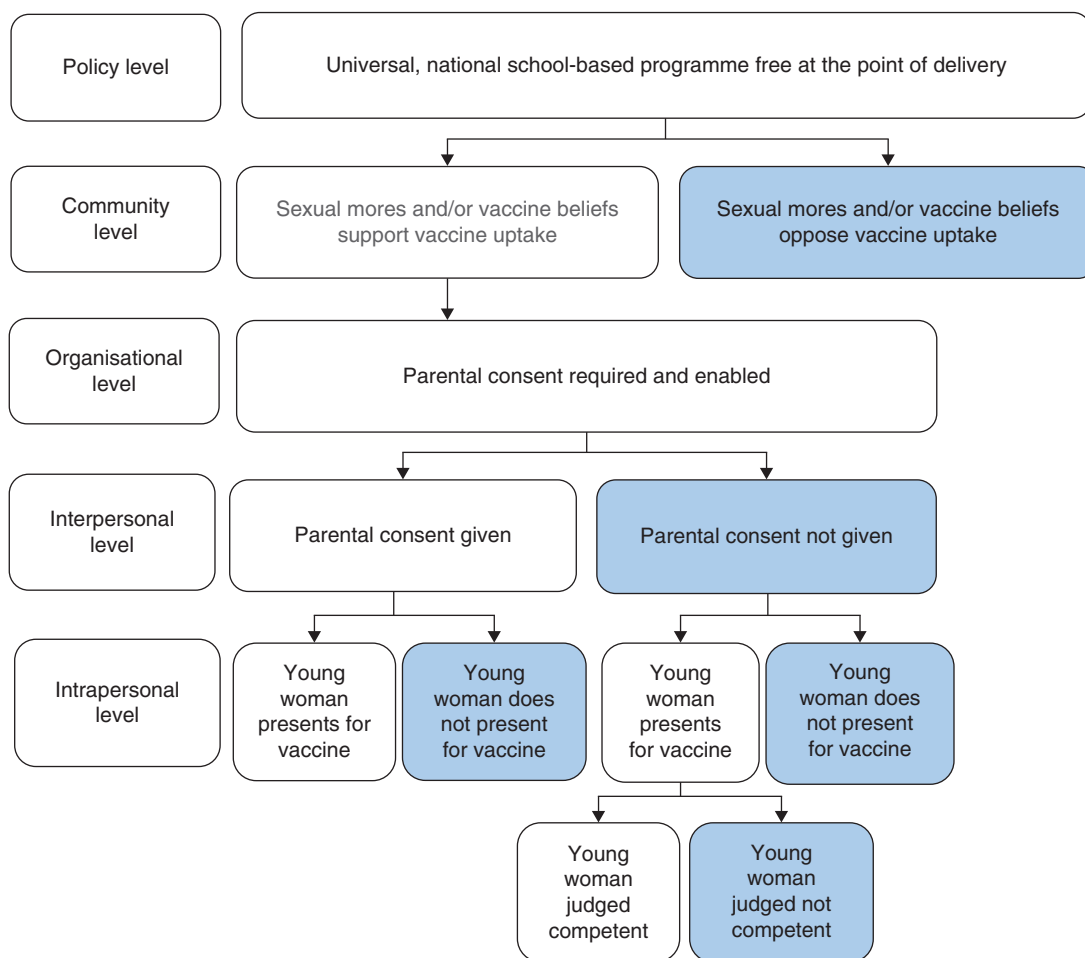 Policy level
Universal, national school-based programme free at the point of delivery
Community
level
Sexual mores and/or vaccine beliefs
support vaccine uptake
Sexual mores and/or vaccine beliefs
oppose vaccine uptake
Organisational
level
Parental consent required and enabled
Interpersonal
level
Parental consent given
Parental consent not given
Intrapersonal
level
Young
woman
presents for
vaccine
Young
woman does
not present
for vaccine
Young
woman
presents
for vaccine
Young
woman does
not present
for vaccine
Young
woman
judged
competent
Young
woman
judged not
competent